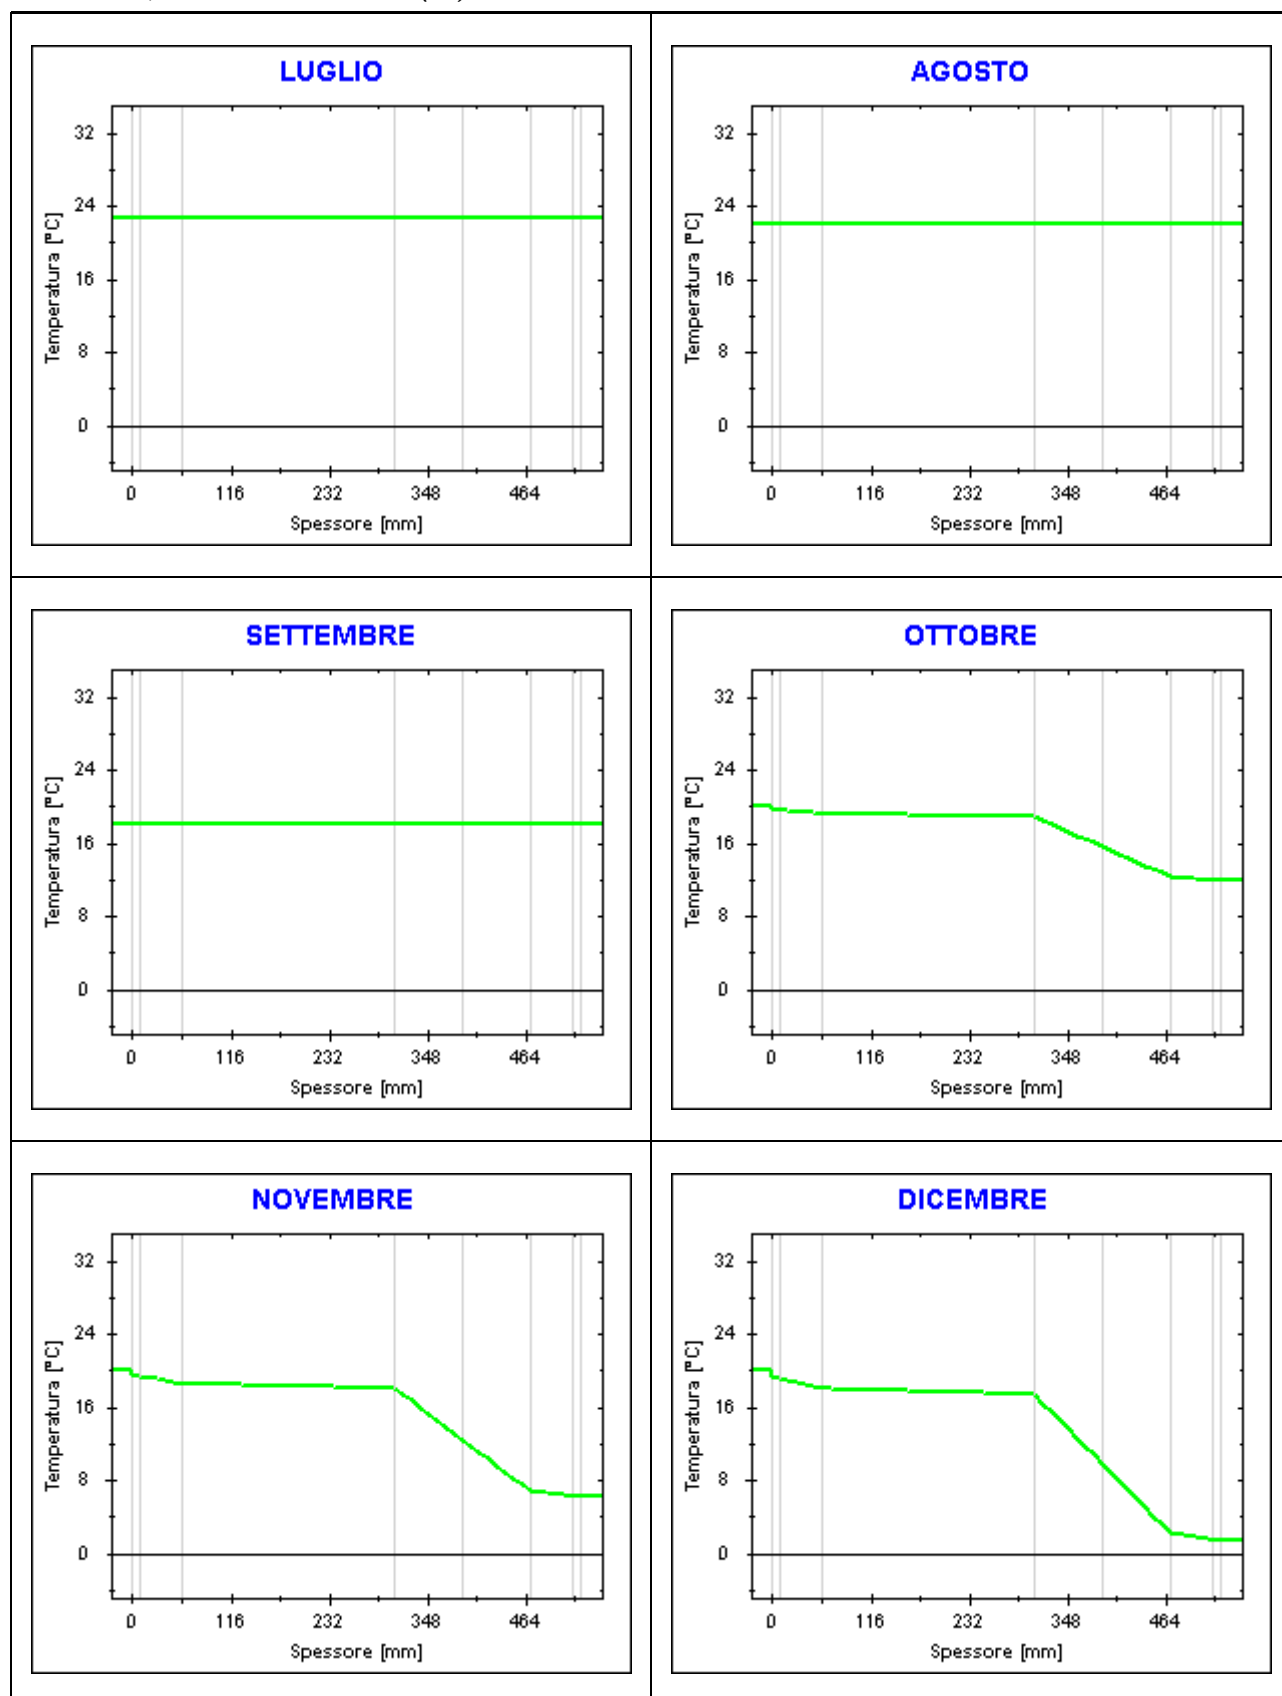 LUGLIO
32
24
16
8
0
Temperatura [°C]
0 116 232 348 464
Spessore [mm]
AGOSTO
32
24
16
8
0
Temperatura [°C]
0 116 232 348 464
Spessore [mm]
SETTEMBRE
32
24
16
8
0
Temperatura [°C]
0 116 232 348 464
Spessore [mm]
OTTOBRE
32
24
16
8
0
Temperatura [°C]
0 116 232 348 464
Spessore [mm]
NOVEMBRE
32
24
16
8
0
Temperatura [°C]
0 116 232 348 464
Spessore [mm]
DICEMBRE
32
24
16
8
0
Temperatura [°C]
0 116 232 348 464
Spessore [mm]